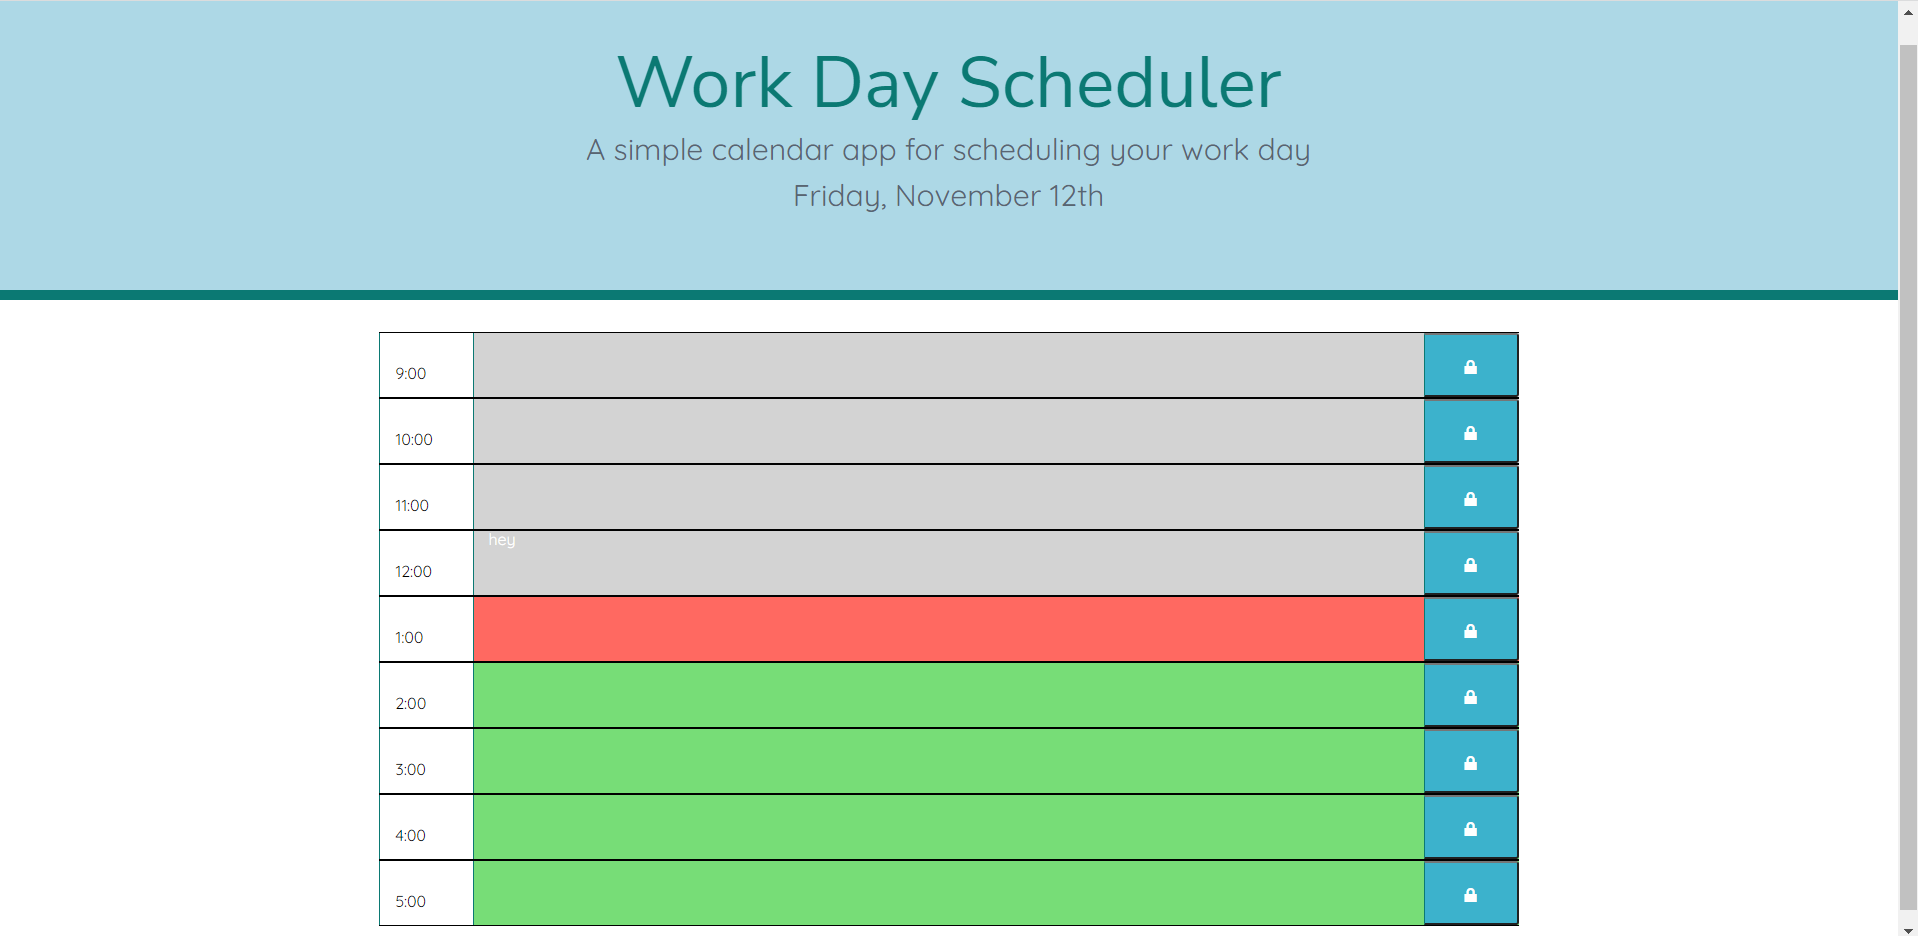 Work Day Scheduler
A simple calendar app for scheduling your work day
Friday, November 12th
9:00
10:00
11:00
hey
12:00
1:00
2:00
3:00
4:00
5:00